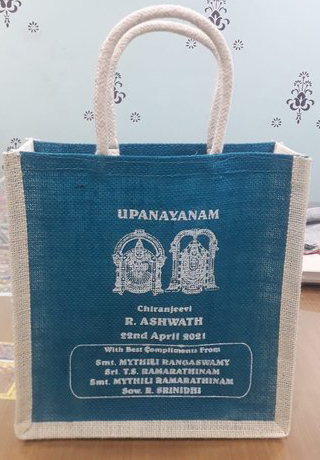 UPANAYANAM
Chiranjeevi
R. ASHWATH
22nd April 2021
With Best Compliments From
Smt. MYTHILI RANGASWAMY
Sri. T.S. RAMARATHINAM
Smt. MYTHILI RAMARATHINAM
Sow. R. SRINIDHI